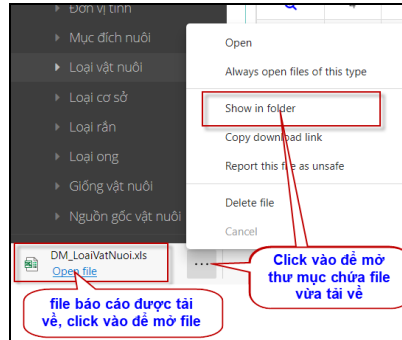 Đơn vị tính
Mục đích nuôi
Loại vật nuôi
Loại cơ sở
Loại rắn
Loại ong
Giống vật nuôi
Nguồn gốc vật nuôi
Open
Always open files of this type
Show in folder
Copy download link
Report this file as unsafe
Delete file
Cancel
DM_LoaiVatNuoi.xls
Open file
...
Click vào để mở
thư mục chứa file
vừa tải về
file báo cáo được tải
về, click vào để mở file